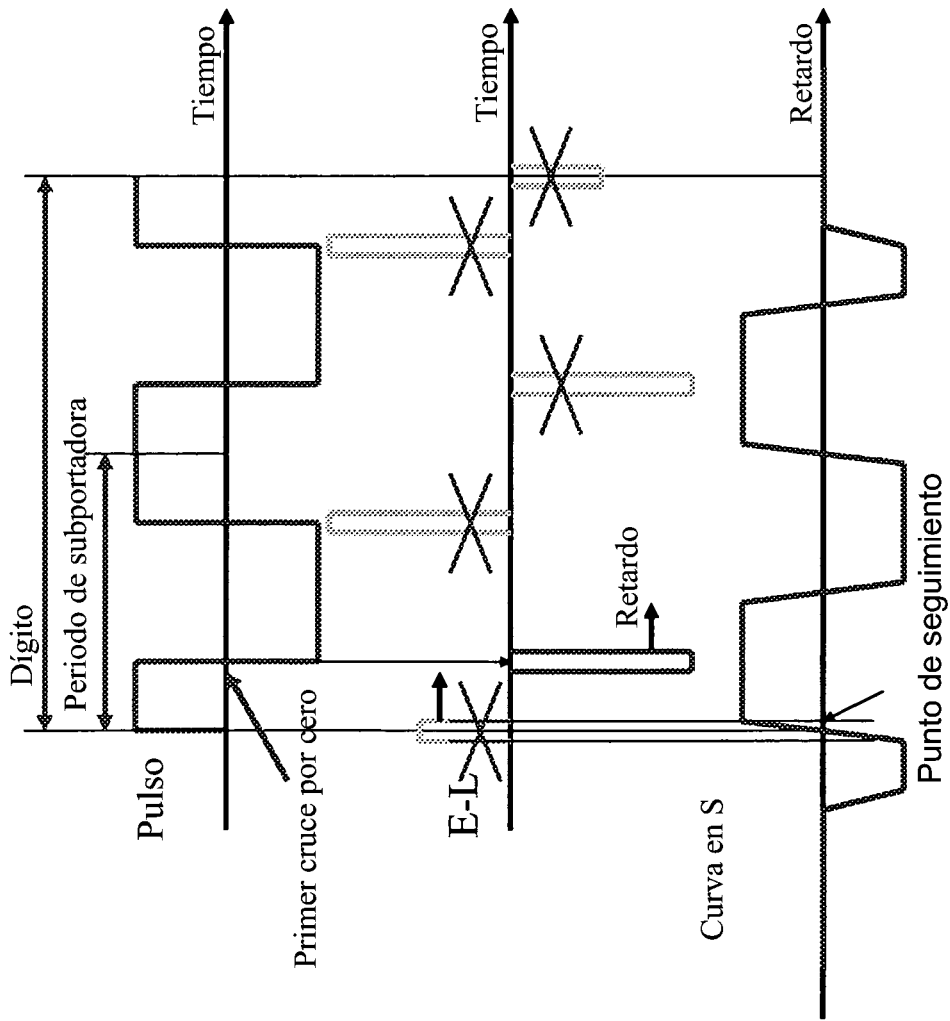 Dígito
Periodo de subportadora
Pulso
Tiempo
Primer cruce por cero
E-L
Tiempo
Retardo
Curva en S
Retardo
Punto de seguimiento